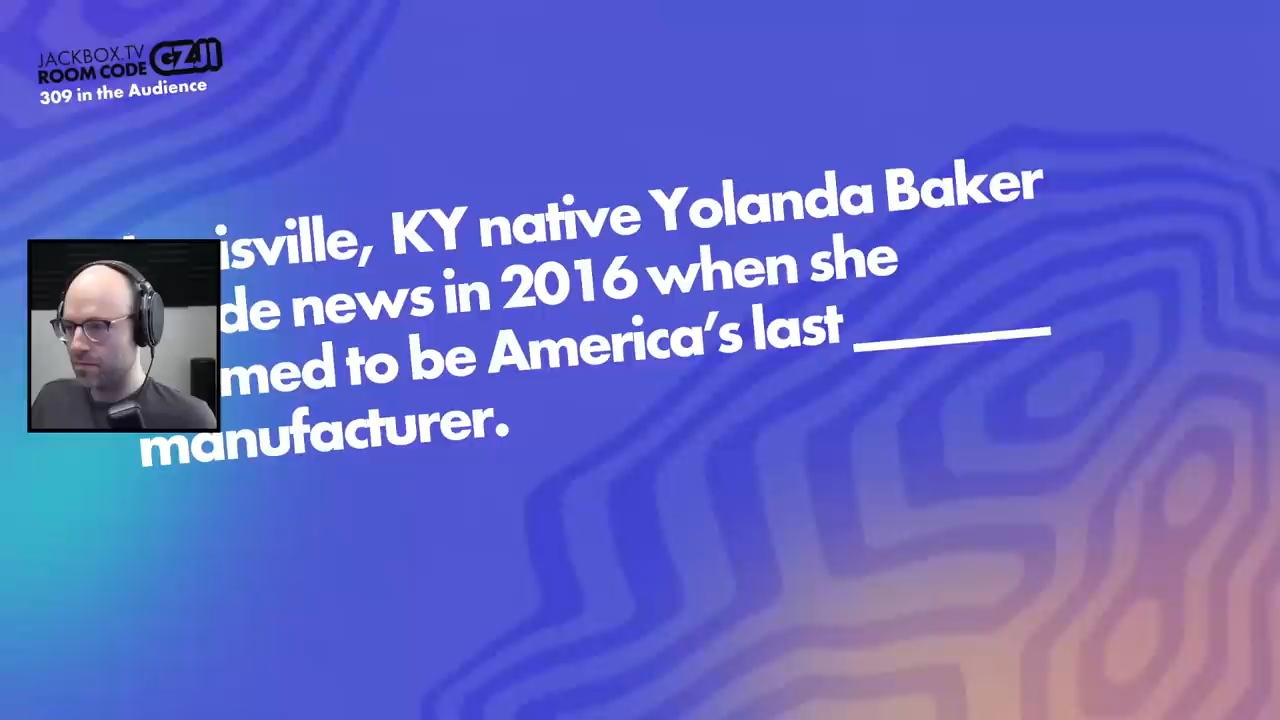 JACKBOX.TV
ROOM CODE GZJI
309 in the Audience
isville, KY native Yolanda Baker
de news in 2016 when she
med to be America's last ______
manufacturer.